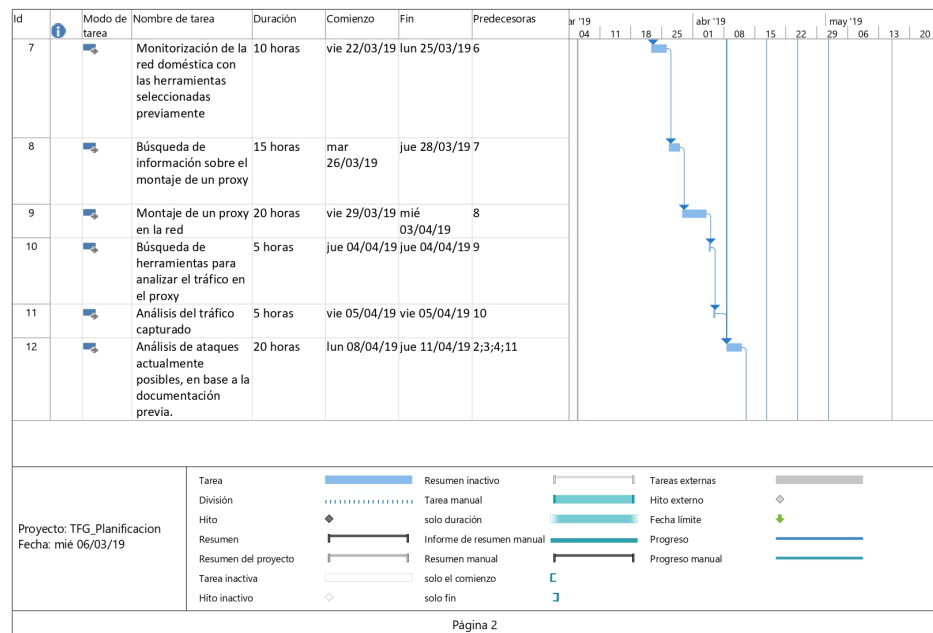 Id
Modo de tarea
Nombre de tarea
Duración
Comienzo
Fin
Predecesoras
ar '19
abr '19
may '19
04 11 18 25 01 08 15 22 29 06 13 20
7
Monitorización de la
red doméstica con
las herramientas
seleccionadas
previamente
10 horas
vie 22/03/19
lun 25/03/19
6
8
Búsqueda de
información sobre el
montaje de un proxy
15 horas
mar
26/03/19
jue 28/03/19
7
9
Montaje de un proxy
en la red
20 horas
vie 29/03/19
mié
03/04/19
8
10
Búsqueda de
herramientas para
analizar el tráfico en
el proxy
5 horas
jue 04/04/19
jue 04/04/19
9
11
Análisis del tráfico
capturado
5 horas
vie 05/04/19
vie 05/04/19
10
12
Análisis de ataques
actualmente
posibles, en base a la
documentación
previa.
20 horas
lun 08/04/19
jue 11/04/19
2;3;4;11
Proyecto: TFG_Planificacion
Fecha: mié 06/03/19
Tarea
División
Hito
Resumen
Resumen del proyecto
Tarea inactiva
Hito inactivo
Resumen inactivo
Tarea manual
solo duración
Informe de resumen manual
Resumen manual
solo el comienzo
solo fin
Tareas externas
Hito externo
Fecha límite
Progreso
Progreso manual
Página 2